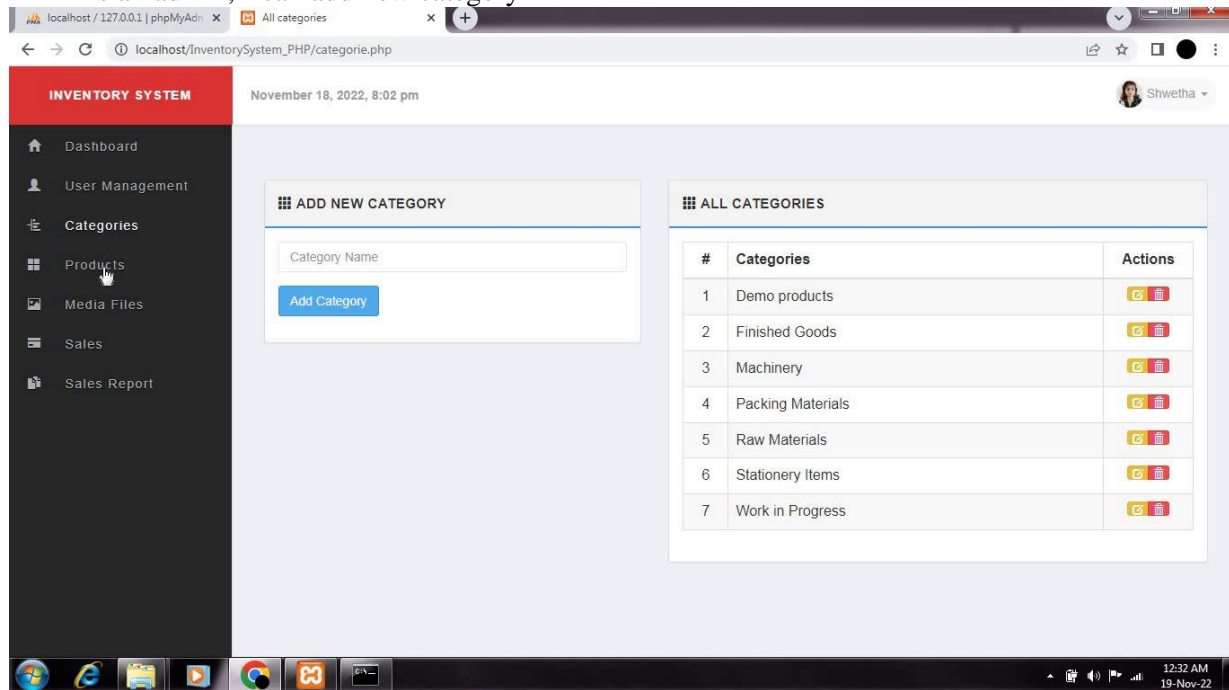 localhost / 127.0.0.1 | phpMyAdn
All categories
localhost/InventorySystem_PHP/categorie.php
INVENTORY SYSTEM
November 18, 2022, 8:02 pm
Shwetha
Dashboard
User Management
Categories
Products
Media Files
Sales
Sales Report
ADD NEW CATEGORY
Category Name
Add Category
ALL CATEGORIES
# Categories Actions
1 Demo products
2 Finished Goods
3 Machinery
4 Packing Materials
5 Raw Materials
6 Stationery Items
7 Work in Progress
12:32 AM
19-Nov-22